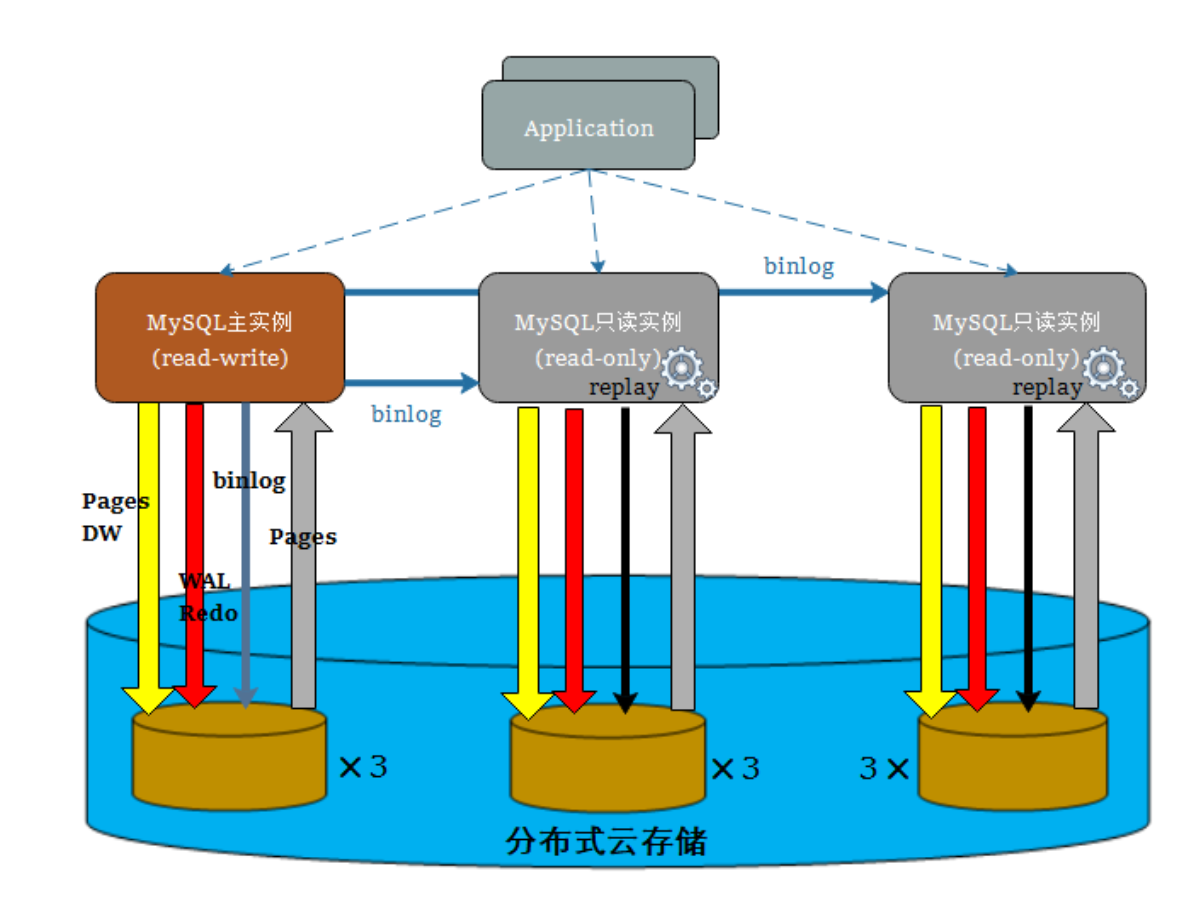 Application
binlog
MySQL主实例
(read-write)
MySQL只读实例
(read-only)
replay
MySQL只读实例
(read-only)
replay
binlog
binlog
Pages
DW
Pages
WAL
Redo
×3
×3
3×
分布式云存储